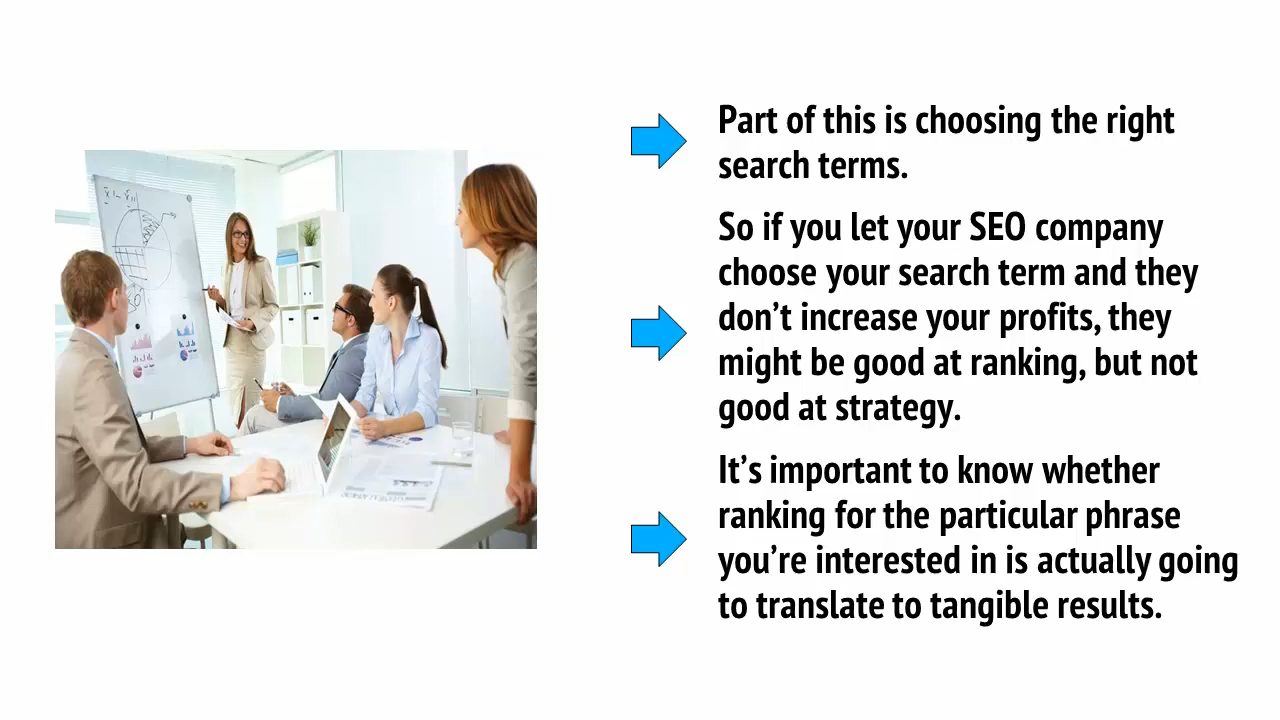 Part of this is choosing the right
search terms.
So if you let your SEO company
choose your search term and they
don’t increase your profits, they
might be good at ranking, but not
good at strategy.
It’s important to know whether
ranking for the particular phrase
you’re interested in is actually going
to translate to tangible results.